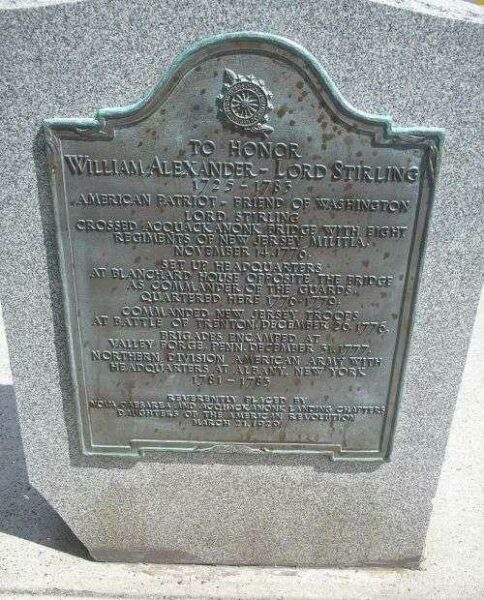 TO HONOR
WILLIAM ALEXANDER - LORD STIRLING
1725 - 1783
AMERICAN PATRIOT - FRIEND OF WASHINGTON
LORD STIRLING
CROSSED ACQUACKANONK BRIDGE WITH EIGHT
REGIMENTS OF NEW JERSEY MILITIA.
NOVEMBER 14, 1776.
SET UP HEADQUARTERS
AT BLANCHARD HOUSE OPPOSITE THE BRIDGE
AS COMMANDER OF THE GUARDS
QUARTERED HERE 1776-1779.
COMMANDED NEW JERSEY TROOPS
AT BATTLE OF TRENTON, DECEMBER 26, 1776.
BRIGADES ENCAMPED AT
VALLEY FORGE, PENN. DECEMBER 31, 1777.
NORTHERN DIVISION AMERICAN ARMY WITH
HEADQUARTERS AT ALBANY, NEW YORK
1781 - 1783
REVERENTLY PLACED BY
NOVA CAESAREA AND ACQUACKANONK LANDING CHAPTERS
DAUGHTERS OF THE AMERICAN REVOLUTION
MARCH 21, 1929